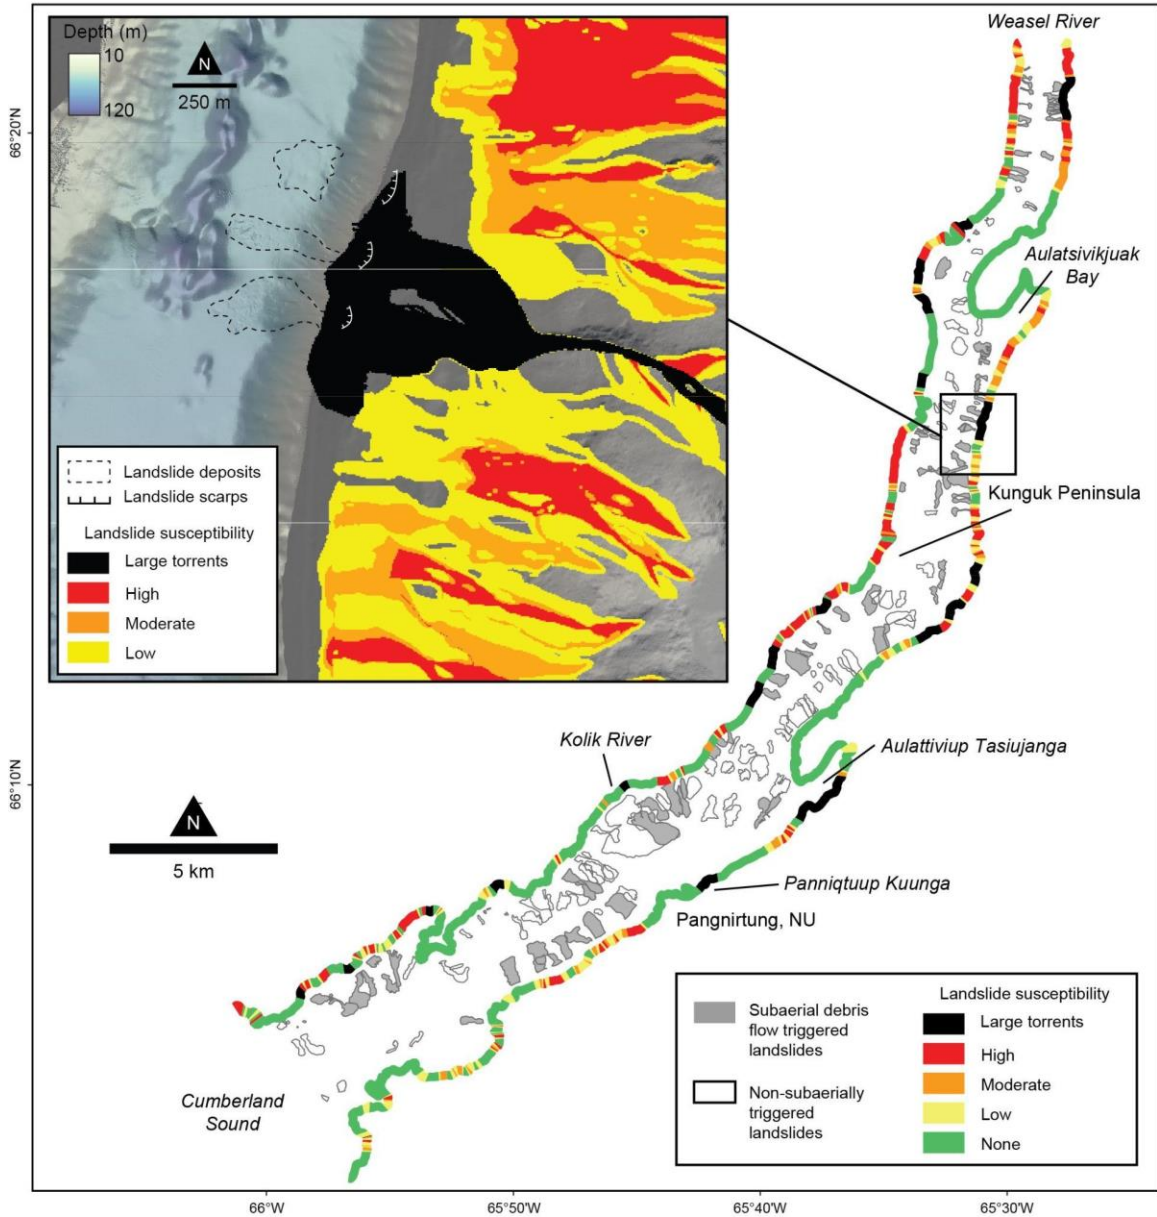 Weasel River
Depth (m)
10
120
N
250 m
66°20'N
Aulatsivikjuak
Bay
Landslide deposits
Landslide scarps
Landslide susceptibility
Large torrents
High
Moderate
Low
Kunguk Peninsula
Kolik River
Aulattiviup Tasiujanga
66°10'N
N
5 km
Panniqtuup Kuunga
Pangnirtung, NU
Cumberland
Sound
Subaerial debris
flow triggered
landslides
Non-subaerially
triggered
landslides
Landslide susceptibility
Large torrents
High
Moderate
Low
None
66°W
65°50'W
65°40'W
65°30'W